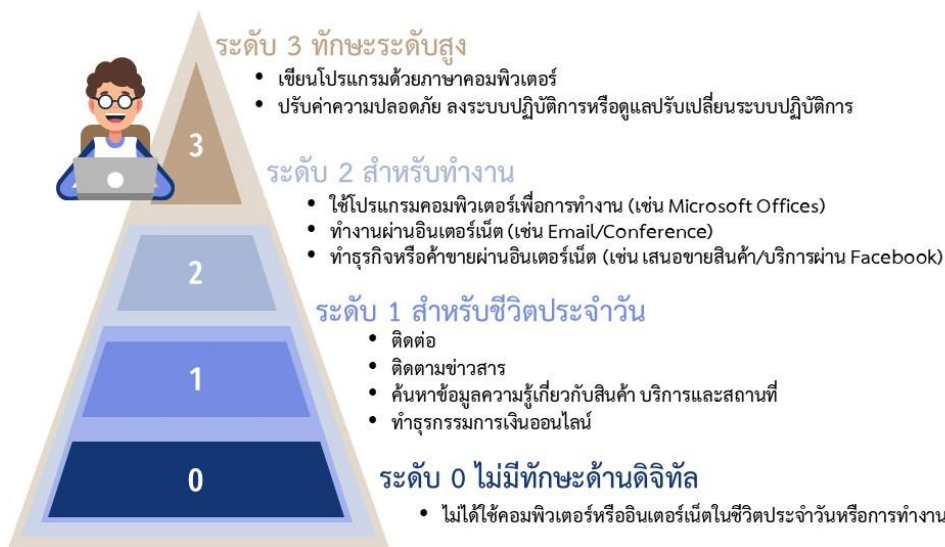 ระดับ 3 ทักษะระดับสูง
• เขียนโปรแกรมด้วยภาษาคอมพิวเตอร์
• ปรับค่าความปลอดภัย ลงระบบปฏิบัติการหรือดูแลปรับเปลี่ยนระบบปฏิบัติการ
3
ระดับ 2 สำหรับทำงาน
• ใช้โปรแกรมคอมพิวเตอร์เพื่อการทำงาน (เช่น Microsoft Offices)
• ทำงานผ่านอินเตอร์เน็ต (เช่น Email/Conference)
• ทำธุรกิจหรือค้าขายผ่านอินเตอร์เน็ต (เช่น เสนอขายสินค้า/บริการผ่าน Facebook)
2
ระดับ 1 สำหรับชีวิตประจำวัน
• ติดต่อ
• ติดตามข่าวสาร
• ค้นหาข้อมูลความรู้เกี่ยวกับสินค้า บริการและสถานที่
• ทำธุรกรรมการเงินออนไลน์
1
ระดับ 0 ไม่มีทักษะด้านดิจิทัล
• ไม่ได้ใช้คอมพิวเตอร์หรืออินเตอร์เน็ตในชีวิตประจำวันหรือการทำงาน
0